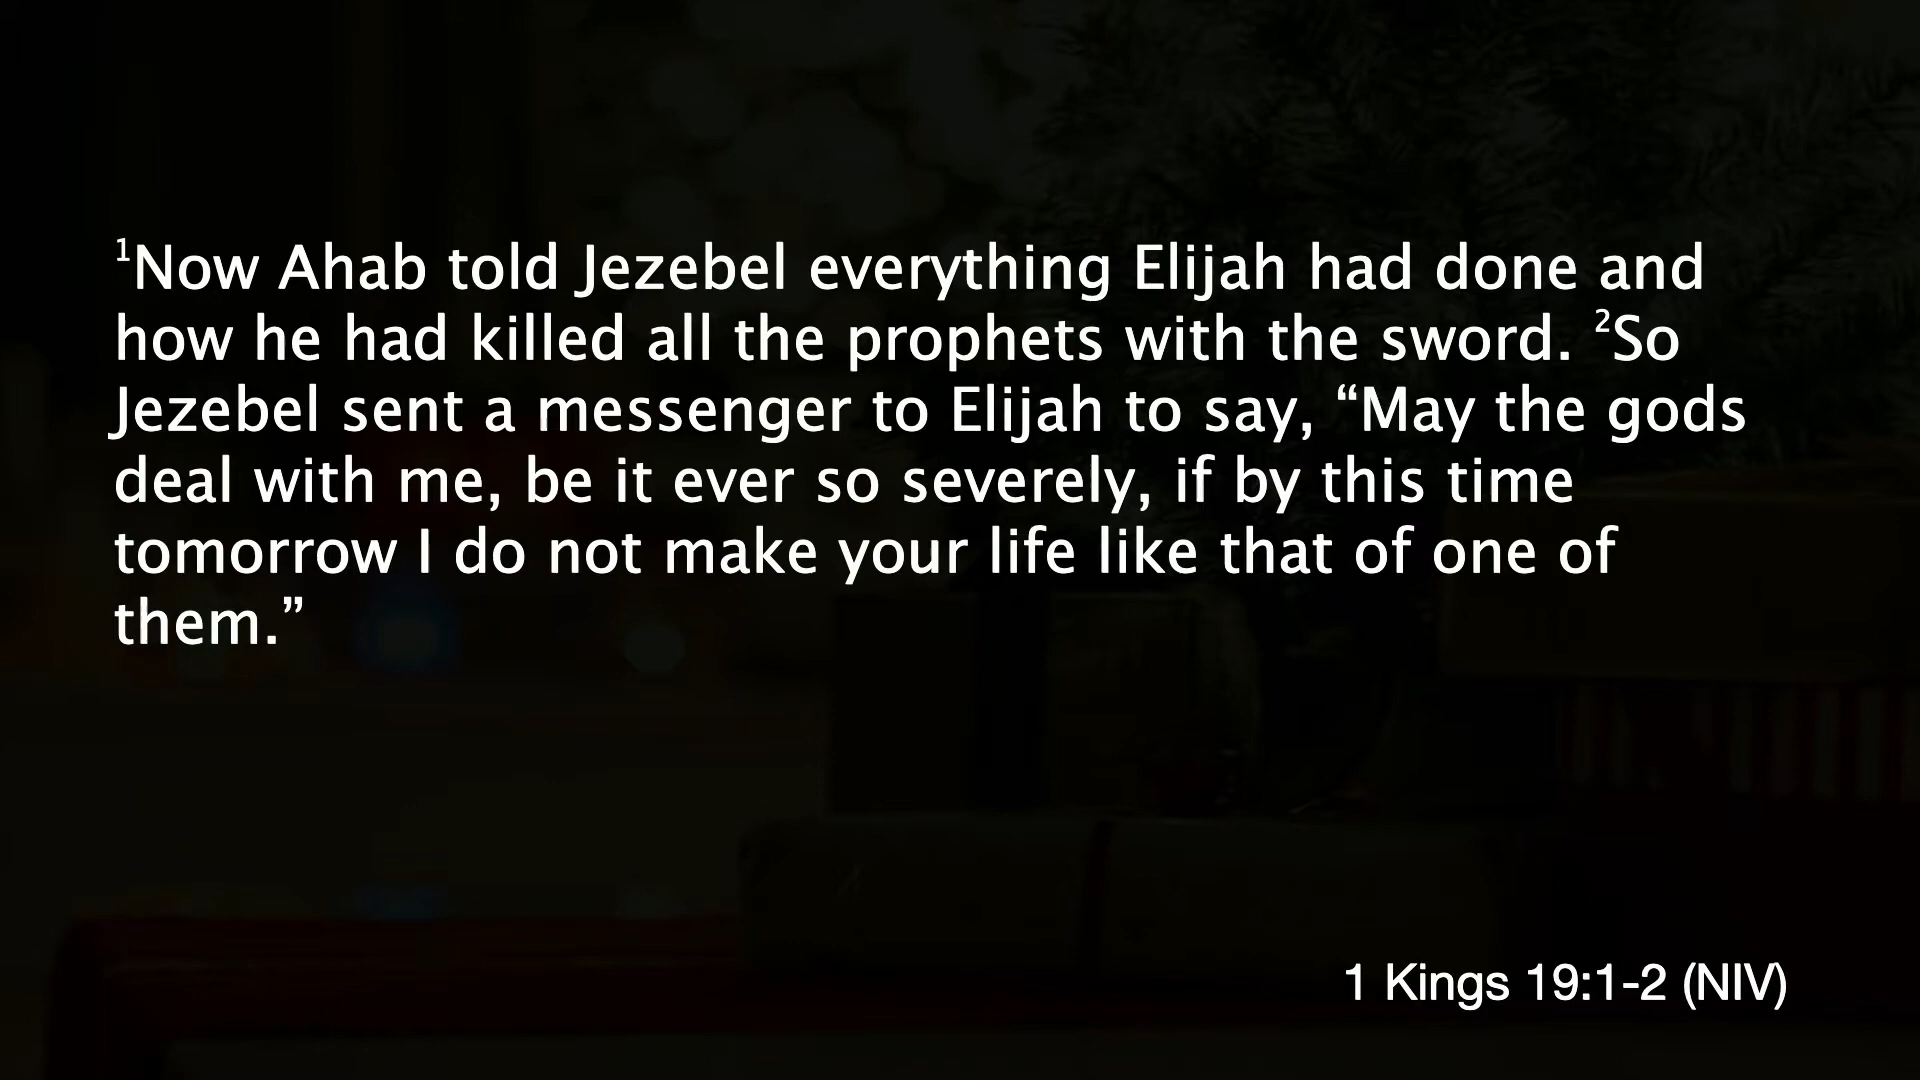 ¹Now Ahab told Jezebel everything Elijah had done and
how he had killed all the prophets with the sword. ²So
Jezebel sent a messenger to Elijah to say, “May the gods
deal with me, be it ever so severely, if by this time
tomorrow I do not make your life like that of one of
them.”
1 Kings 19:1-2 (NIV)